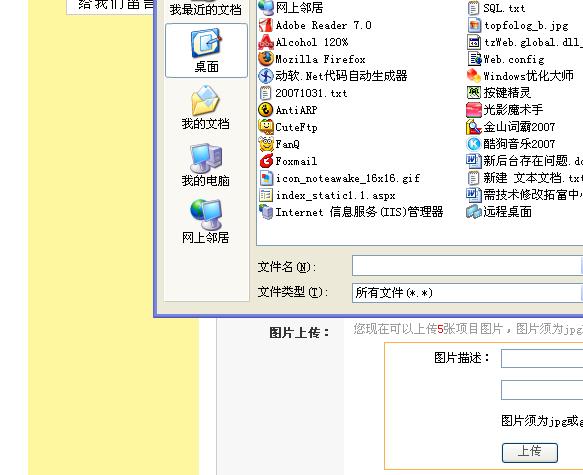 给我们留言
我最近的文档
桌面
我的文档
我的电脑
网上邻居
网上邻居
Adobe Reader 7.0
Alcohol 120%
Mozilla Firefox
动软.Net代码自动生成器
20071031.txt
AntiARP
CuteFtp
FanQ
Foxmail
icon_noteawake_16x16.gif
index_static1.1.aspx
Internet 信息服务(IIS)管理器
SQL.txt
topfolog_b.jpg
tzWeb.global.dll_
Web.config
Windows优化大师
按键精灵
光影魔术手
金山词霸2007
酷狗音乐2007
新后台存在问题.do
新建 文本文档.txt
需技术修改拓富中心
远程桌面
文件名(N):
文件类型(T):
所有文件(*.*)
图片上传：
您现在可以上传5张项目图片，图片须为jpg
图片描述：
图片须为jpg或g
上传